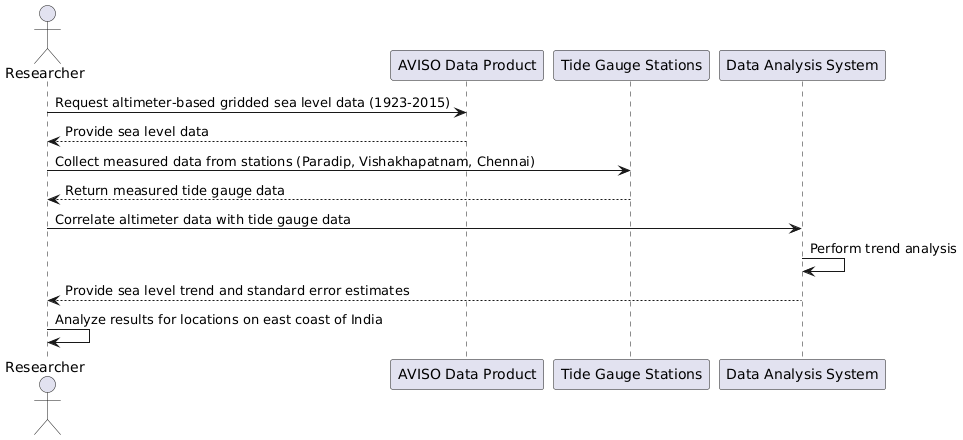 Researcher
AVISO Data Product
Tide Gauge Stations
Data Analysis System
Request altimeter-based gridded sea level data (1923-2015)
Provide sea level data
Collect measured data from stations (Paradip, Vishakhapatnam, Chennai)
Return measured tide gauge data
Correlate altimeter data with tide gauge data
Perform trend analysis
Provide sea level trend and standard error estimates
Analyze results for locations on east coast of India
Researcher
AVISO Data Product
Tide Gauge Stations
Data Analysis System